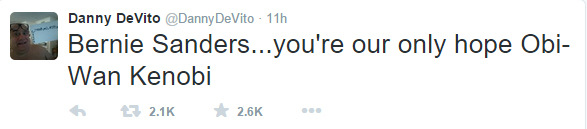 Danny DeVito @DannyDeVito · 11h
Bernie Sanders...you're our only hope Obi-
Wan Kenobi
2.1K 2.6K